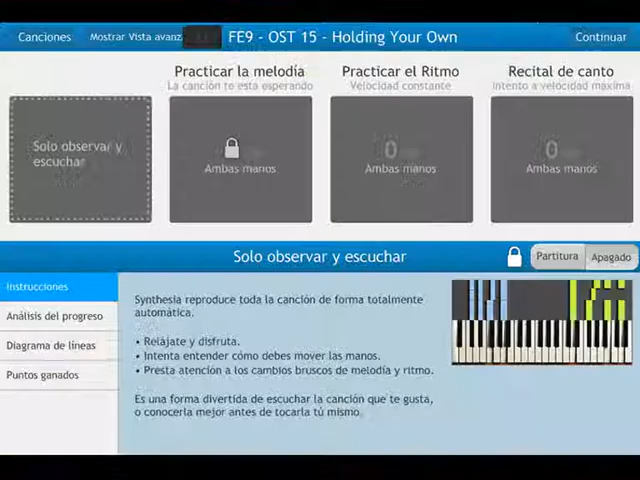 Canciones
Mostrar Vista avanz
FE9 - OST 15 - Holding Your Own
Continuar
Practicar la melodía
La canción te esta esperando
Practicar el Ritmo
Velocidad constante
Recital de canto
Intento a velocidad máxima
Solo observar y
escuchar
Ambas manos
0
Ambas manos
0
Ambas manos
Solo observar y escuchar
Partitura
Apagado
Instrucciones
Análisis del progreso
Diagrama de líneas
Puntos ganados
Synthesia reproduce toda la canción de forma totalmente
automática.
• Relájate y disfruta.
• Intenta entender cómo debes mover las manos.
• Presta atención a los cambios bruscos de melodía y ritmo.
Es una forma divertida de escuchar la canción que te gusta,
o conocerla mejor antes de tocarla tú mismo.